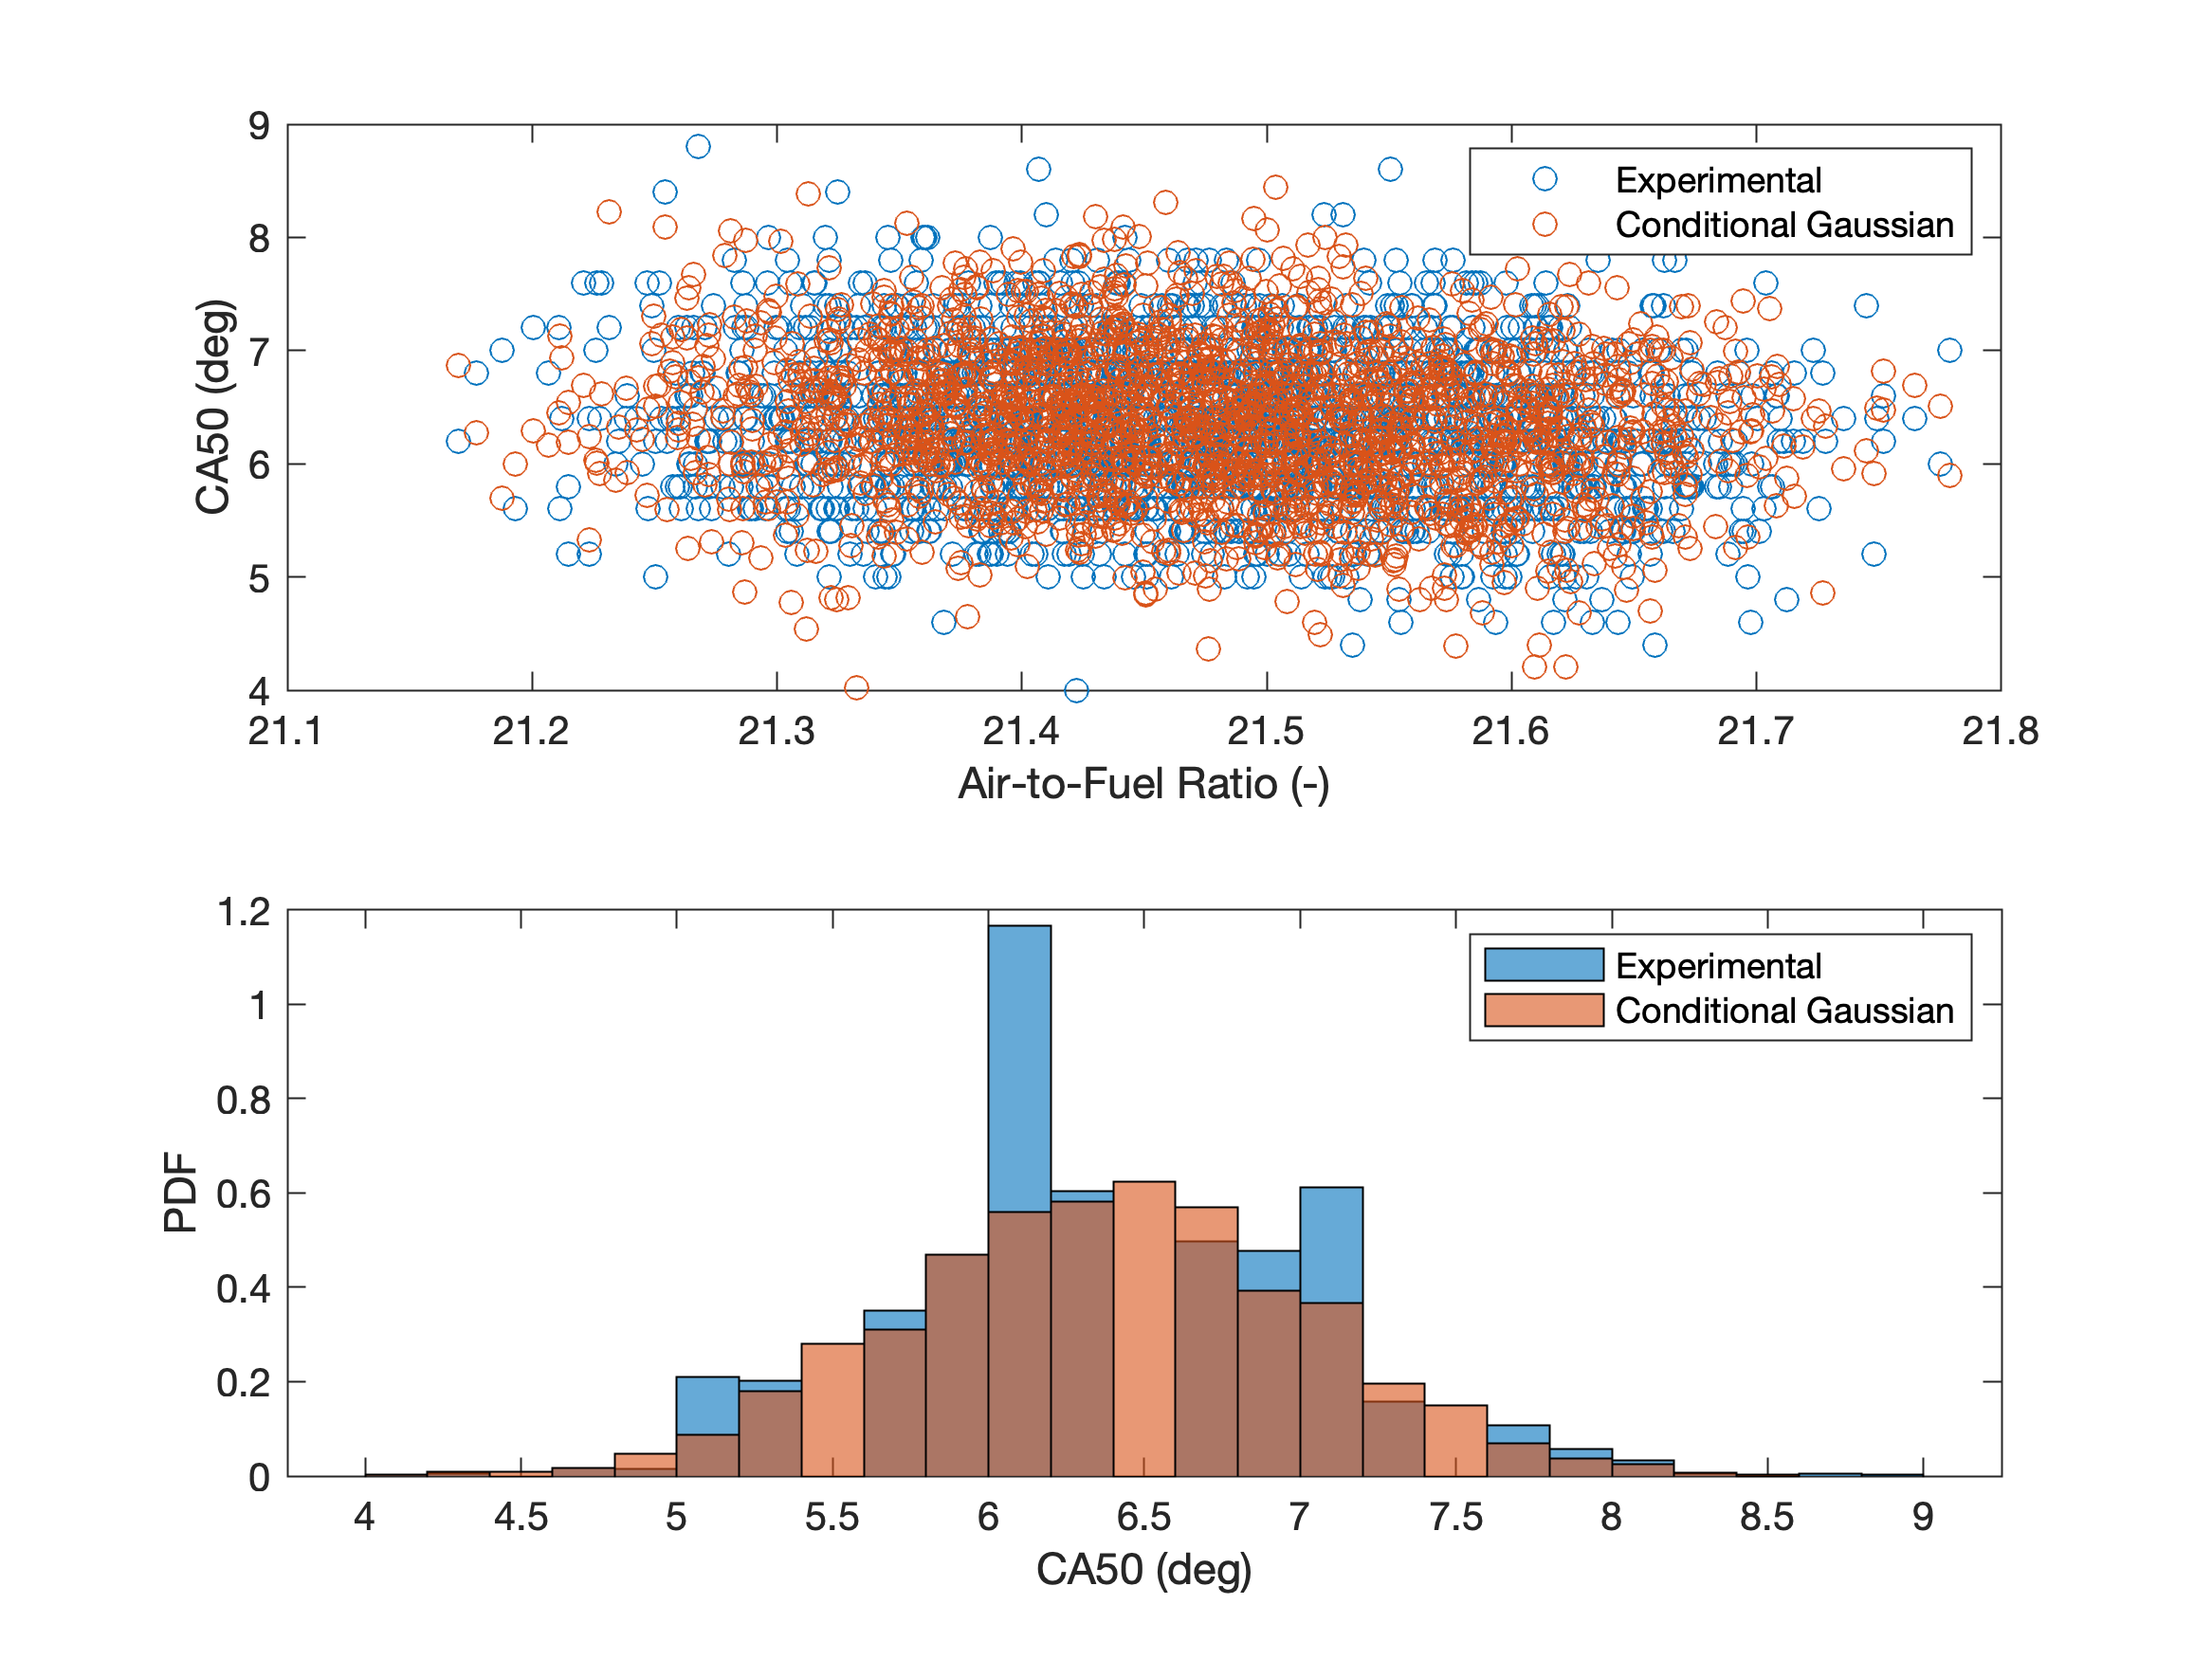 9
8
7
6
5
4
CA50 (deg)
Experimental
Conditional Gaussian
21.1 21.2 21.3 21.4 21.5 21.6 21.7 21.8
Air-to-Fuel Ratio (-)
1.2
1
0.8
0.6
0.4
0.2
0
PDF
Experimental
Conditional Gaussian
4 4.5 5 5.5 6 6.5 7 7.5 8 8.5 9
CA50 (deg)